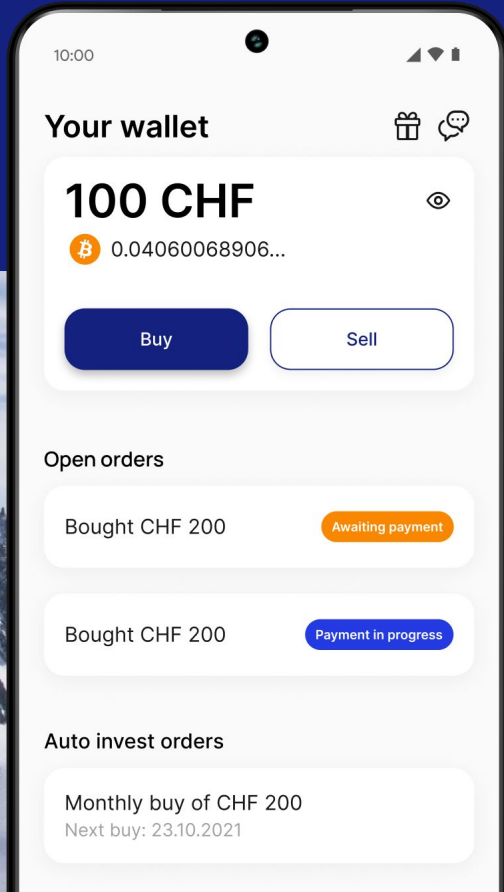 10:00
Your wallet
100 CHF
0.04060068906...
Buy
Sell
Open orders
Bought CHF 200
Awaiting payment
Bought CHF 200
Payment in progress
Auto invest orders
Monthly buy of CHF 200
Next buy: 23.10.2021